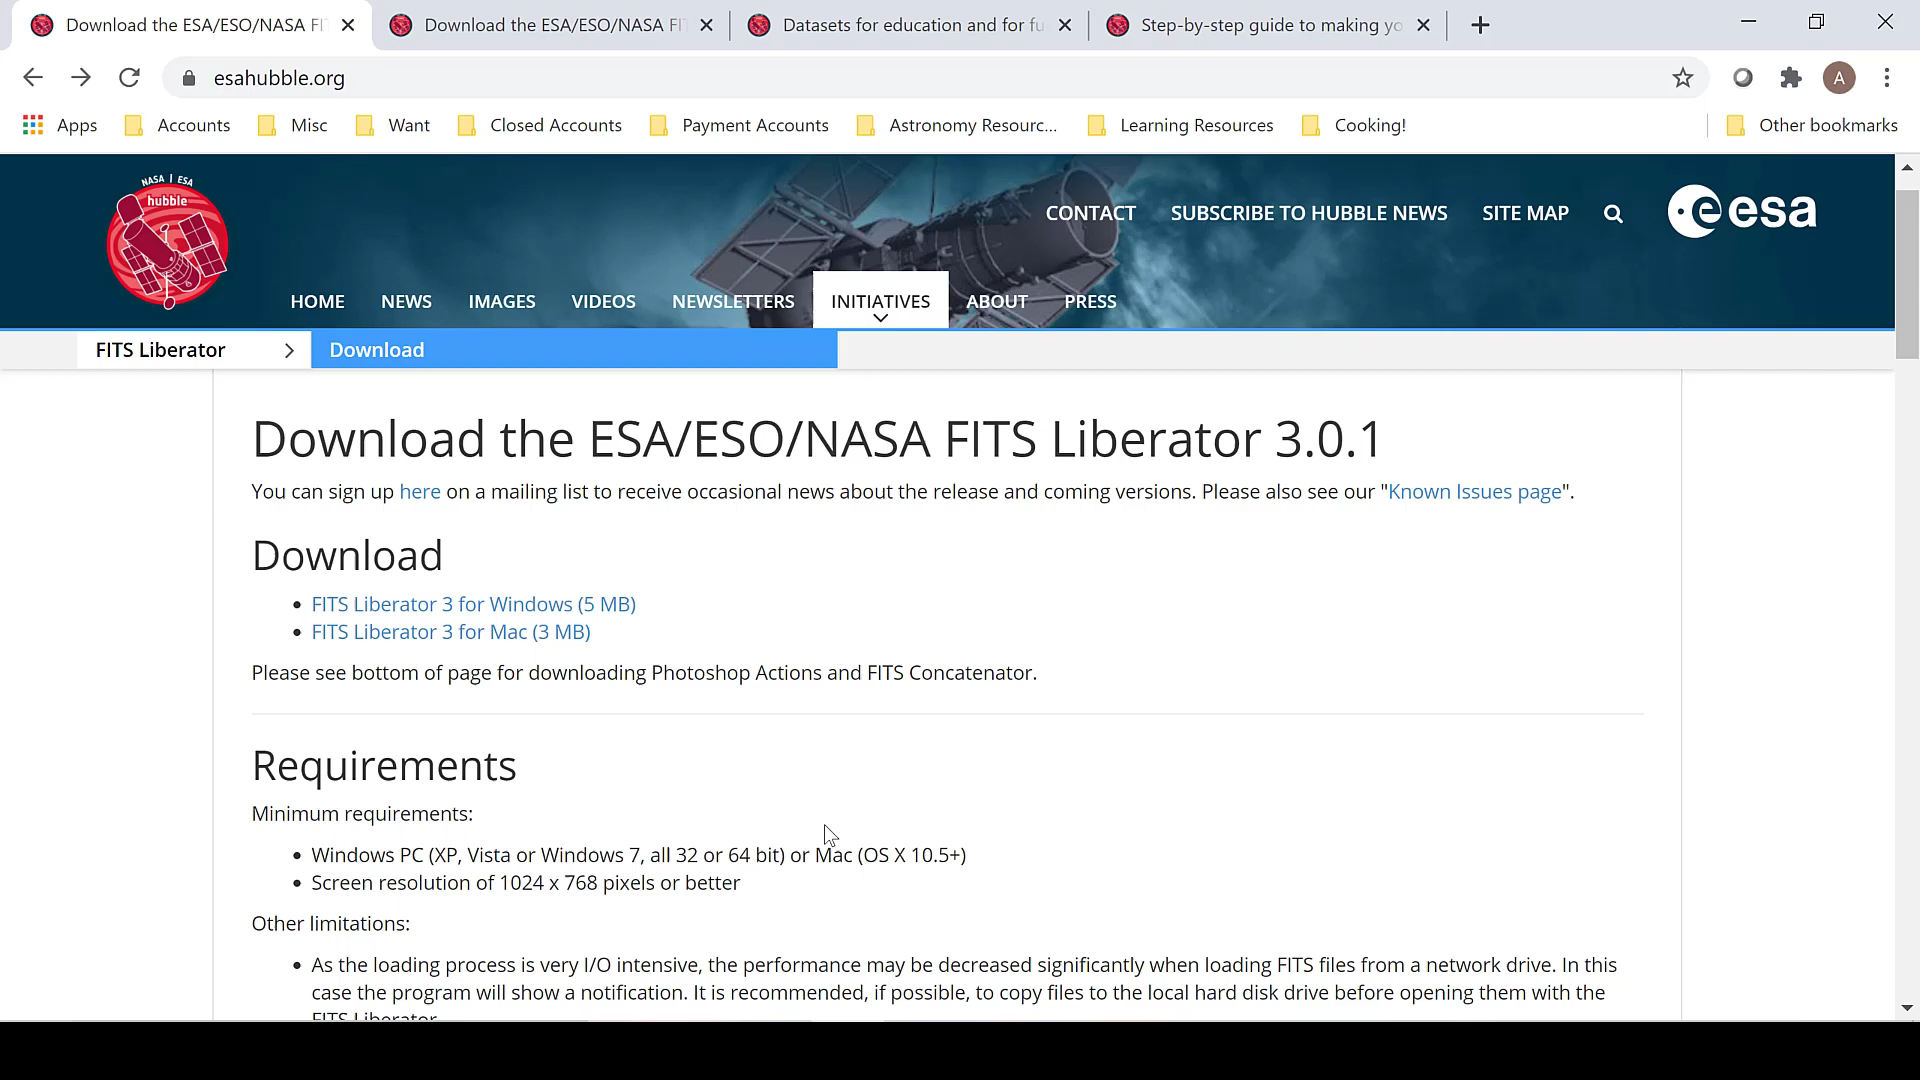 Download the ESA/ESO/NASA FI
Download the ESA/ESO/NASA FI
Datasets for education and for fu
Step-by-step guide to making yo
esahubble.org
A
Apps
Accounts
Misc
Want
Closed Accounts
Payment Accounts
Astronomy Resourc...
Learning Resources
Cooking!
Other bookmarks
NASA | ESA
hubble
CONTACT
SUBSCRIBE TO HUBBLE NEWS
SITE MAP
esa
HOME
NEWS
IMAGES
VIDEOS
NEWSLETTERS
INITIATIVES
ABOUT
PRESS
FITS Liberator
Download
Download the ESA/ESO/NASA FITS Liberator 3.0.1
You can sign up here on a mailing list to receive occasional news about the release and coming versions. Please also see our "Known Issues page".
Download
• FITS Liberator 3 for Windows (5 MB)
• FITS Liberator 3 for Mac (3 MB)
Please see bottom of page for downloading Photoshop Actions and FITS Concatenator.
Requirements
Minimum requirements:
• Windows PC (XP, Vista or Windows 7, all 32 or 64 bit) or Mac (OS X 10.5+)
• Screen resolution of 1024 x 768 pixels or better
Other limitations:
• As the loading process is very I/O intensive, the performance may be decreased significantly when loading FITS files from a network drive. In this
case the program will show a notification. It is recommended, if possible, to copy files to the local hard disk drive before opening them with the
FITS Liberator.